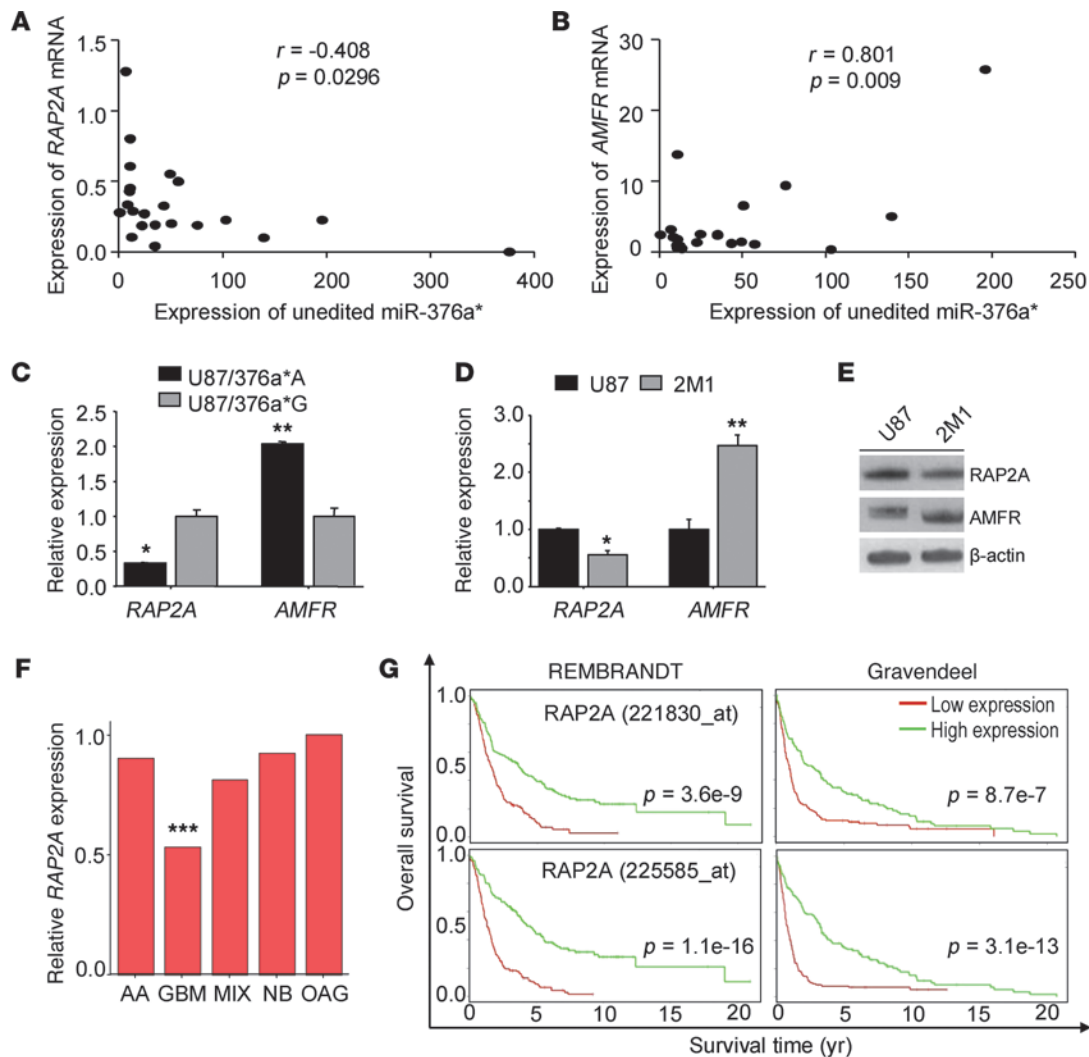 A
Expression of RAP2A mRNA
1.5
1.0
0.5
0.0
r = -0.408
p = 0.0296
0
100
200
300
400
Expression of unedited miR-376a*
B
Expression of AMFR mRNA
30
20
10
0
r = 0.801
p = 0.009
0
50
100
150
200
250
Expression of unedited miR-376a*
C
U87/376a*A
U87/376a*G
Relative expression
2.5
2.0
1.5
1.0
0.5
0.0
*
**
RAP2A
AMFR
D
U87
2M1
Relative expression
3.0
2.5
2.0
1.5
1.0
0.5
0.0
*
**
RAP2A
AMFR
E
U87
2M1
RAP2A
AMFR
β-actin
F
Relative RAP2A expression
1.0
0.5
0.0
***
AA
GBM
MIX
NB
OAG
G
REMBRANDT
Gravendeel
Overall survival
1.0
0.5
0.0
RAP2A (221830_at)
p = 3.6e-9
Low expression
High expression
p = 8.7e-7
1.0
0.5
0.0
RAP2A (225585_at)
p = 1.1e-16
p = 3.1e-13
0
5
10
15
20
0
5
10
15
20
Survival time (yr)